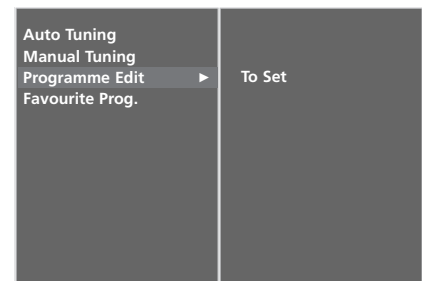 Auto Tuning
Manual Tuning
Programme Edit ► To Set
Favourite Prog.